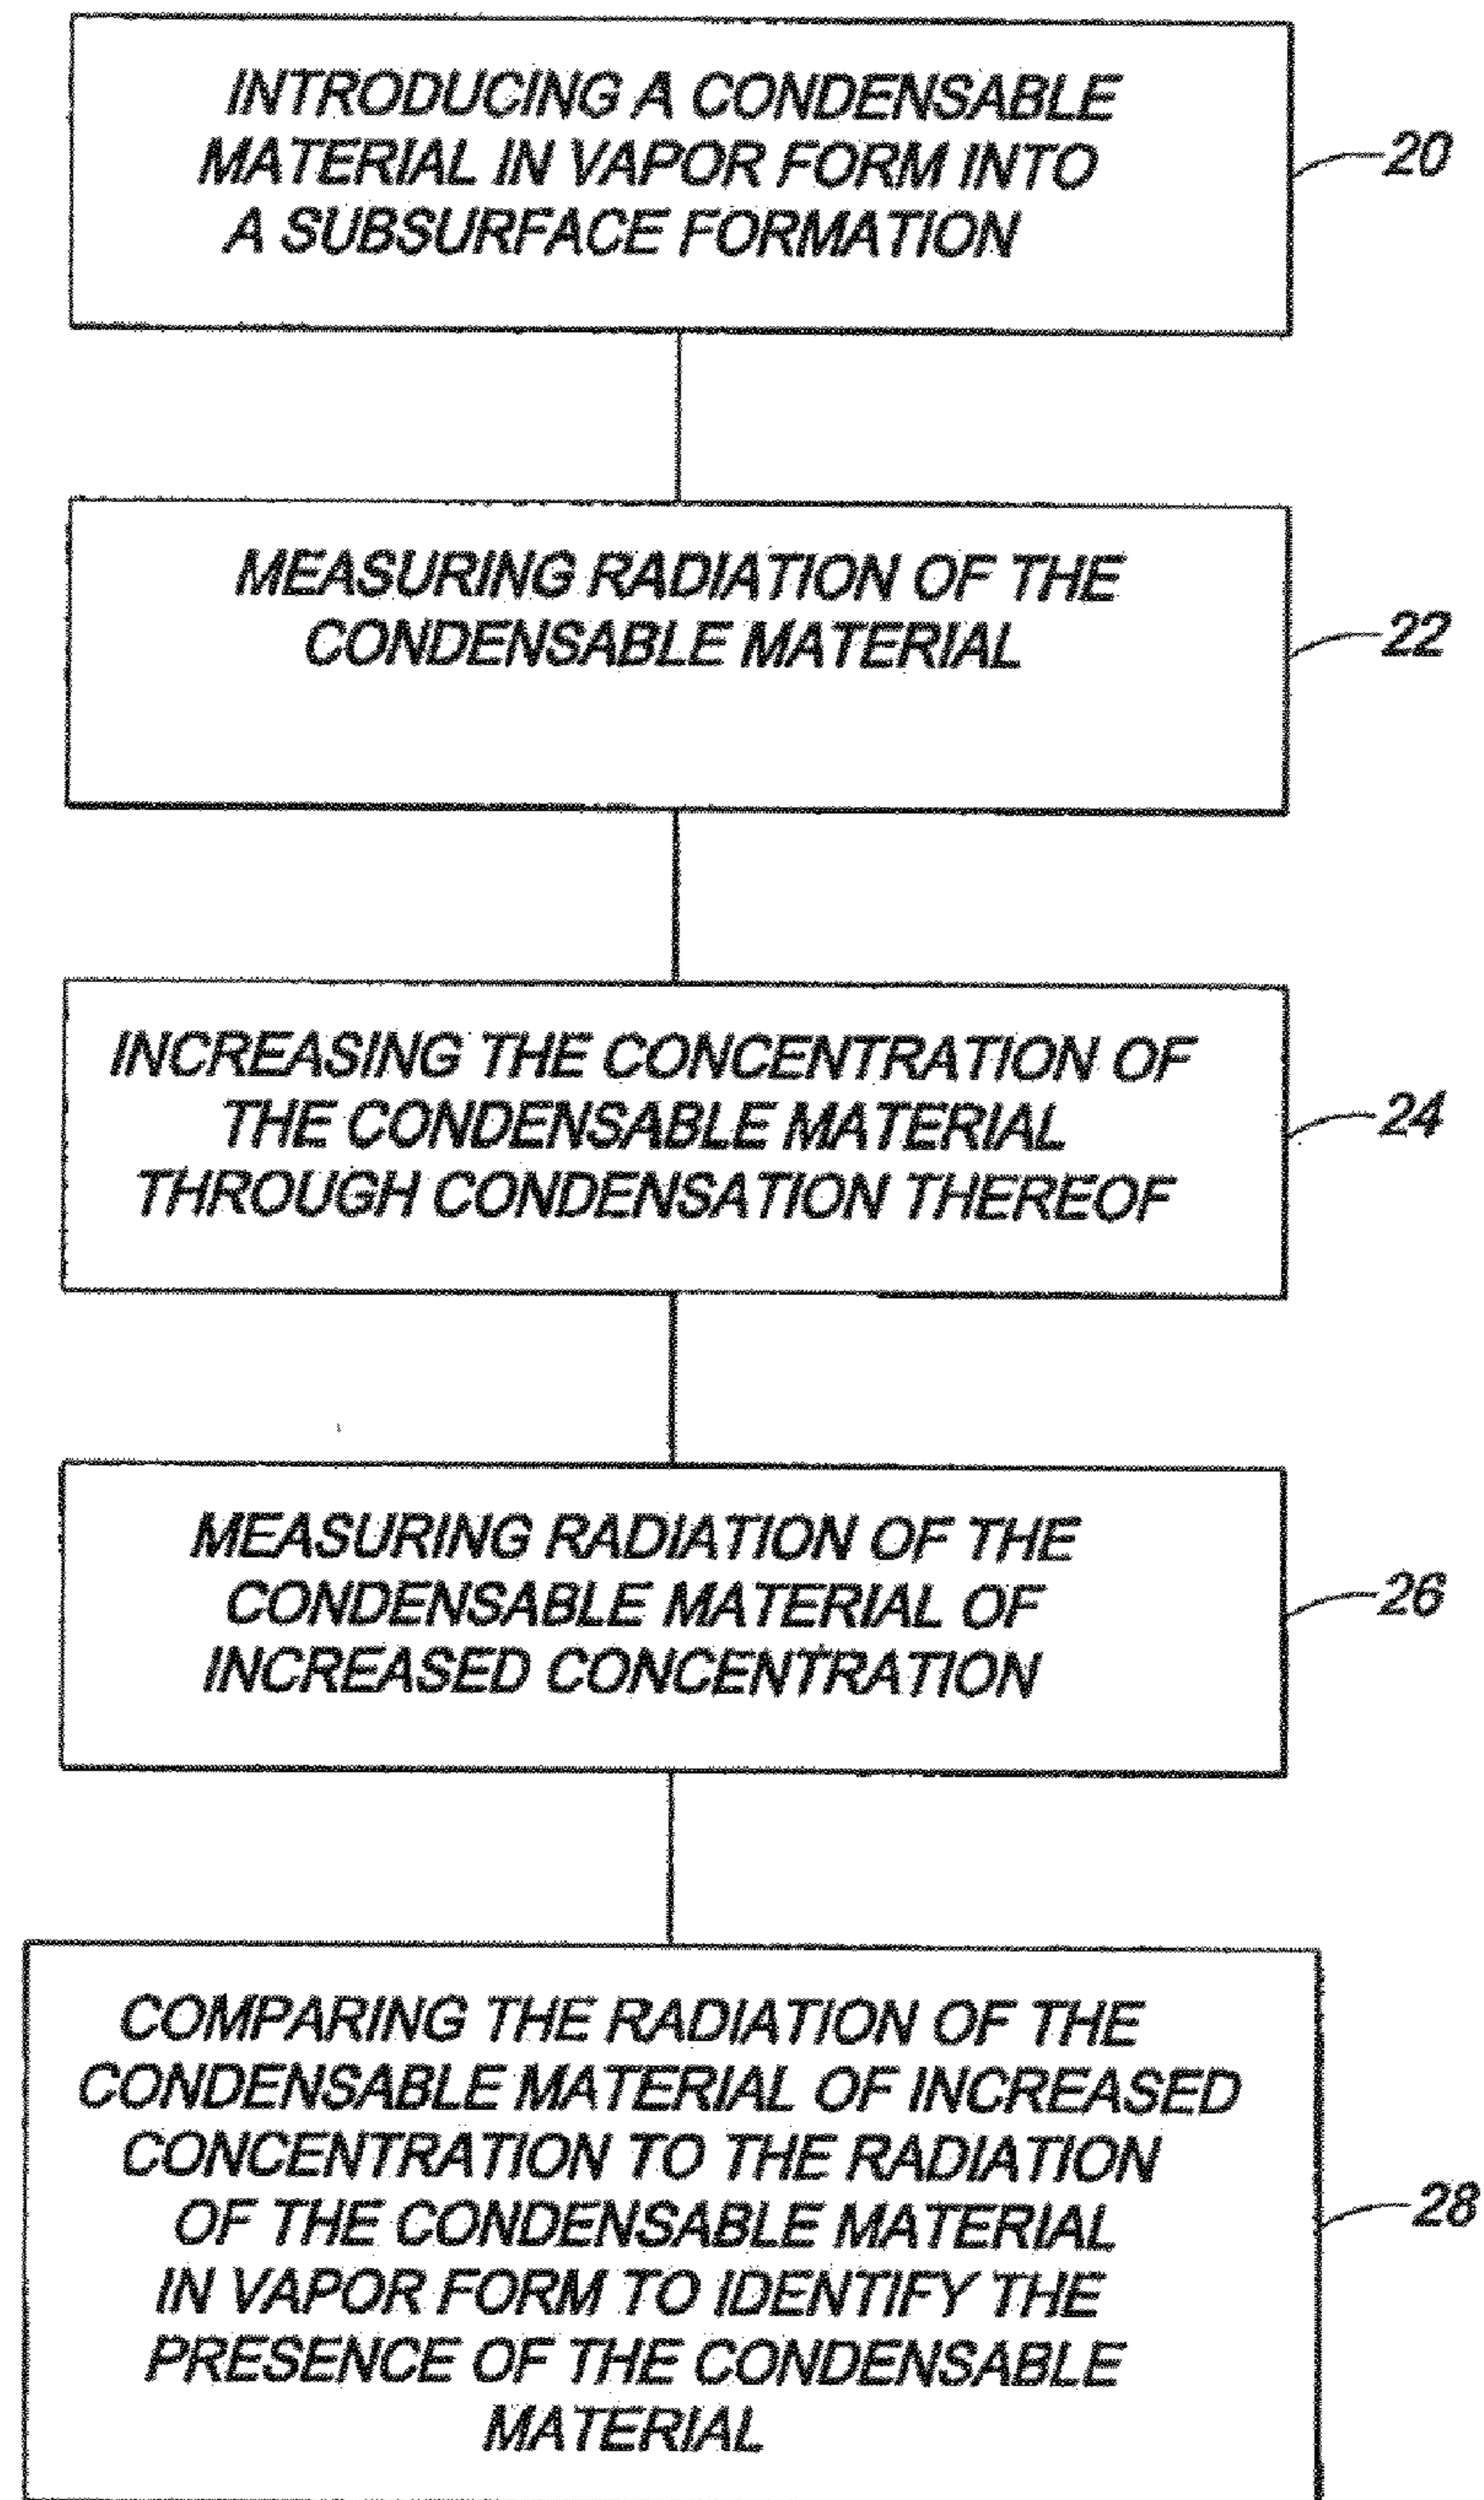 INTRODUCING A CONDENSABLE
MATERIAL IN VAPOR FORM INTO
A SUBSURFACE FORMATION
20
MEASURING RADIATION OF THE
CONDENSABLE MATERIAL
22
INCREASING THE CONCENTRATION OF
THE CONDENSABLE MATERIAL
THROUGH CONDENSATION THEREOF
24
MEASURING RADIATION OF THE
CONDENSABLE MATERIAL OF
INCREASED CONCENTRATION
26
COMPARING THE RADIATION OF THE
CONDENSABLE MATERIAL OF INCREASED
CONCENTRATION TO THE RADIATION
OF THE CONDENSABLE MATERIAL
IN VAPOR FORM TO IDENTIFY THE
PRESENCE OF THE CONDENSABLE
MATERIAL
28